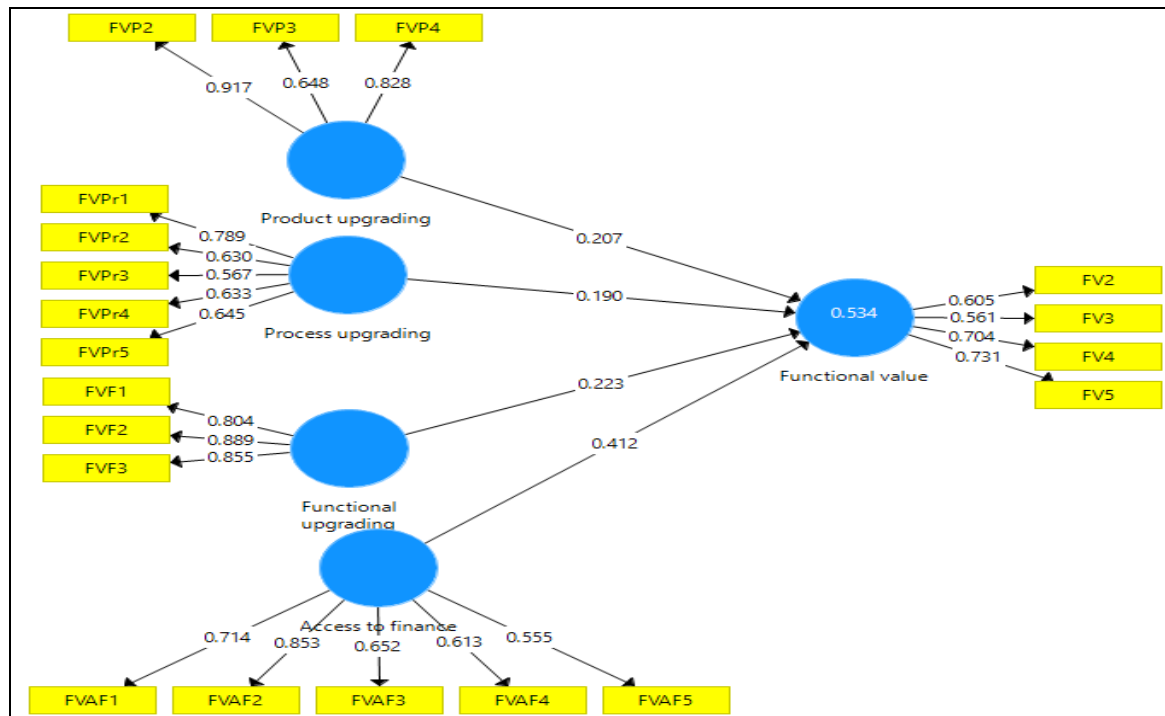 FVP2 FVP3 FVP4
0.917 0.648 0.828
Product upgrading
FVPr1
FVPr2
FVPr3
FVPr4
FVPr5
0.789
0.630
0.567
0.633
0.645
Process upgrading
FVF1
FVF2
FVF3
0.804
0.889
0.855
Functional
upgrading
Access to finance
0.714 0.853 0.652 0.613 0.555
FVAF1 FVAF2 FVAF3 FVAF4 FVAF5
0.207
0.190
0.223
0.412
0.534
Functional value
0.605
0.561
0.704
0.731
FV2
FV3
FV4
FV5